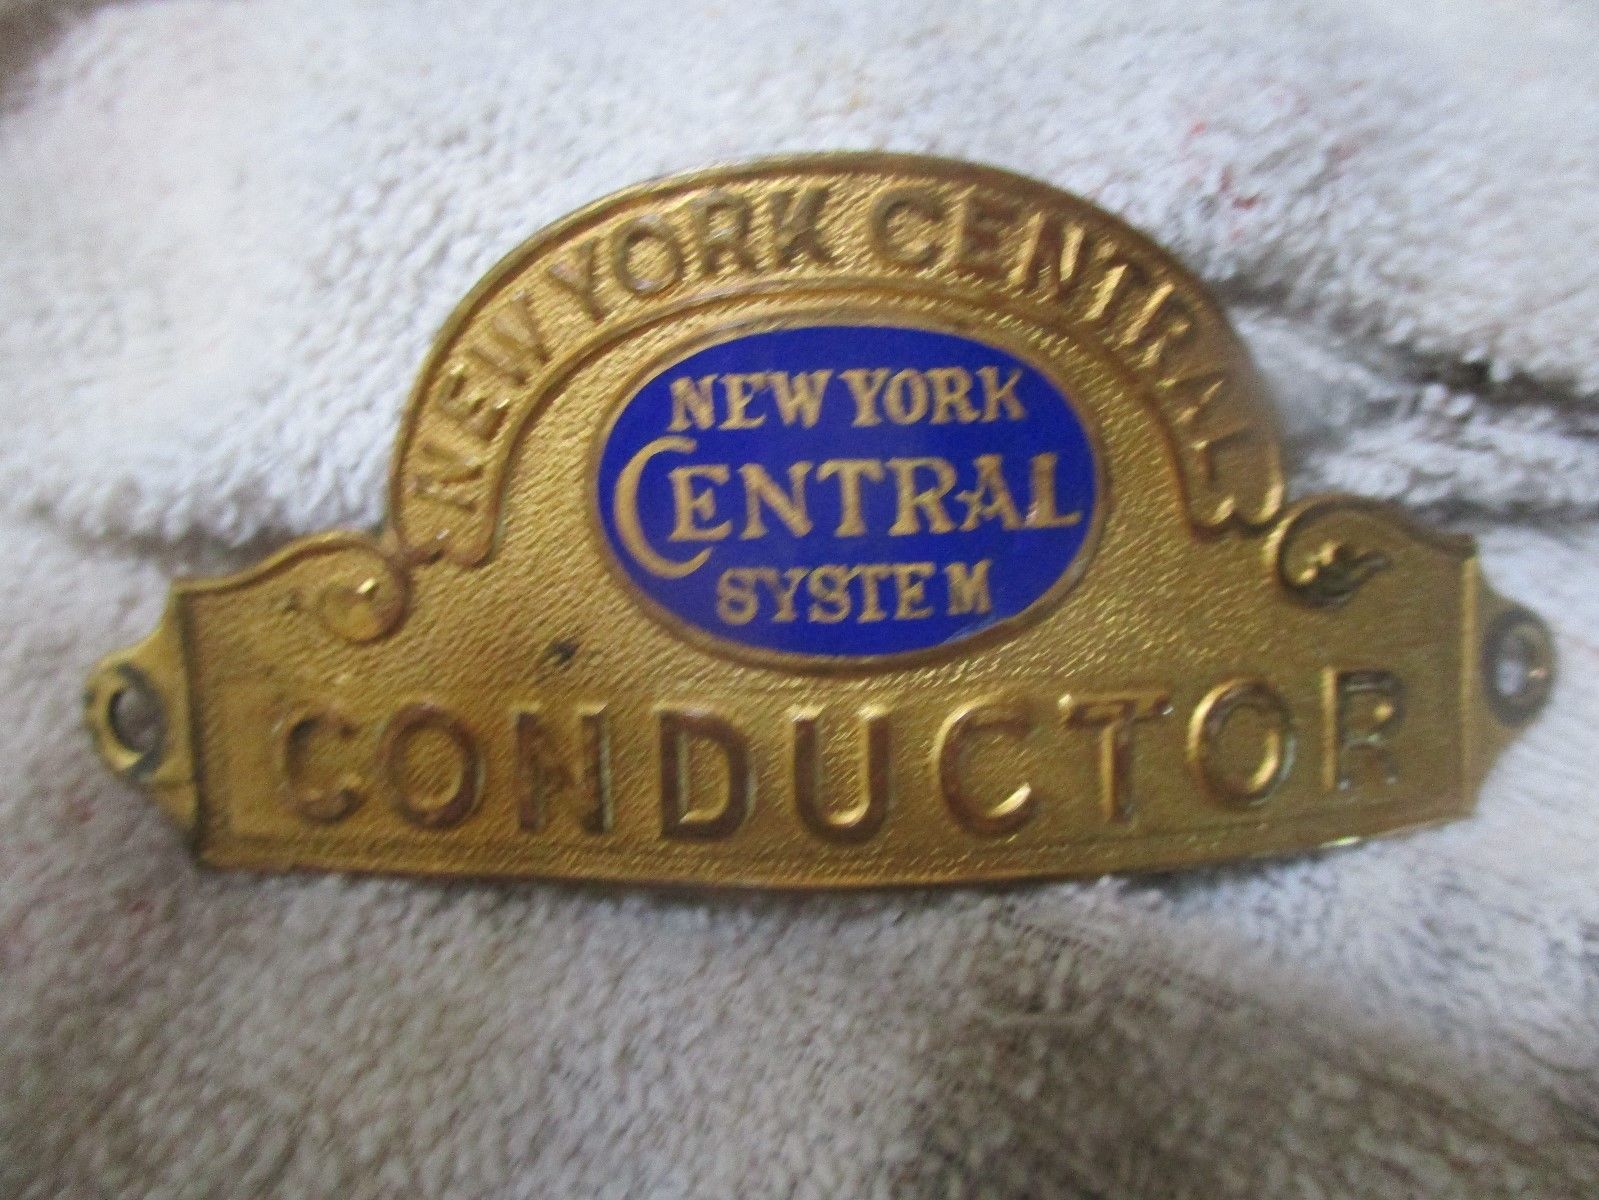 NEW YORK CENTRAL
NEW YORK
CENTRAL
SYSTEM
CONDUCTOR